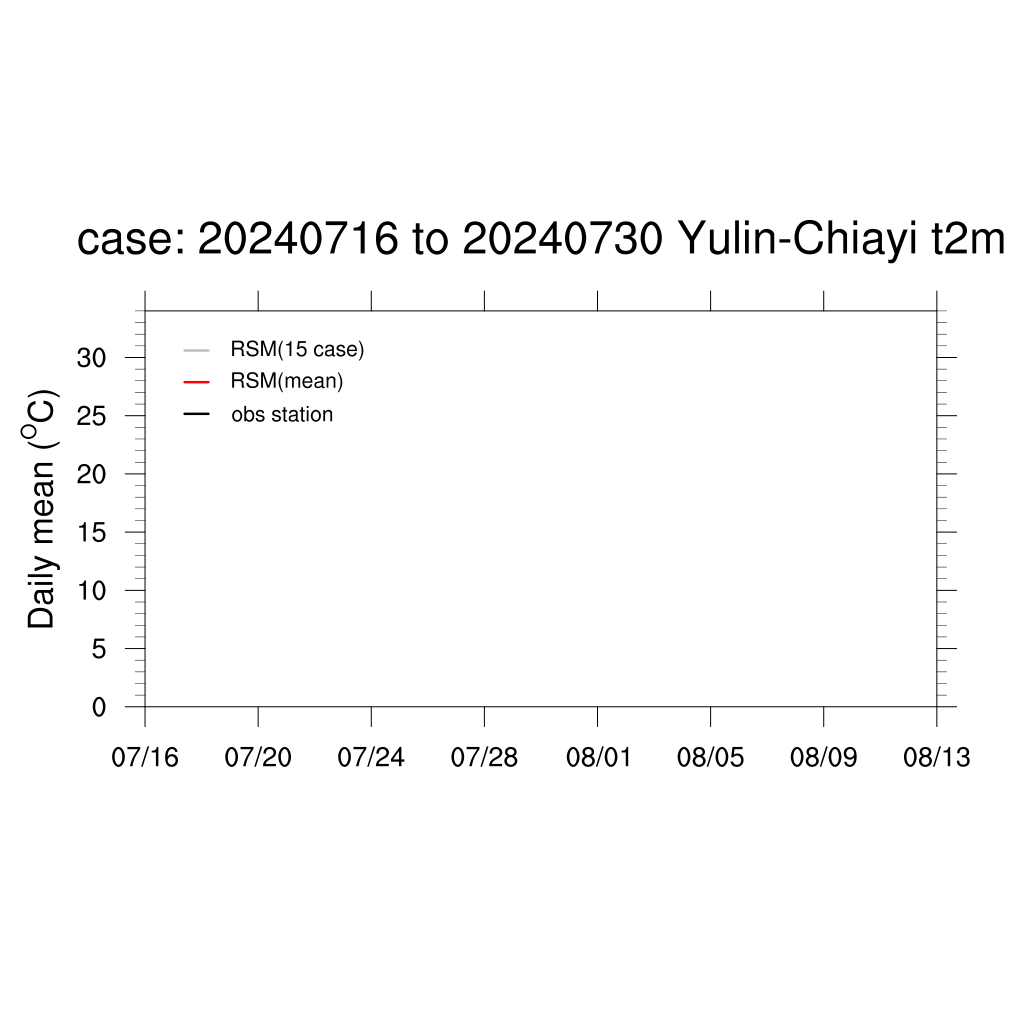 case: 20240716 to 20240730 Yulin-Chiayi t2m
RSM(15 case)
RSM(mean)
obs station
Daily mean (°C)
30
25
20
15
10
5
0
07/16 07/20 07/24 07/28 08/01 08/05 08/09 08/13